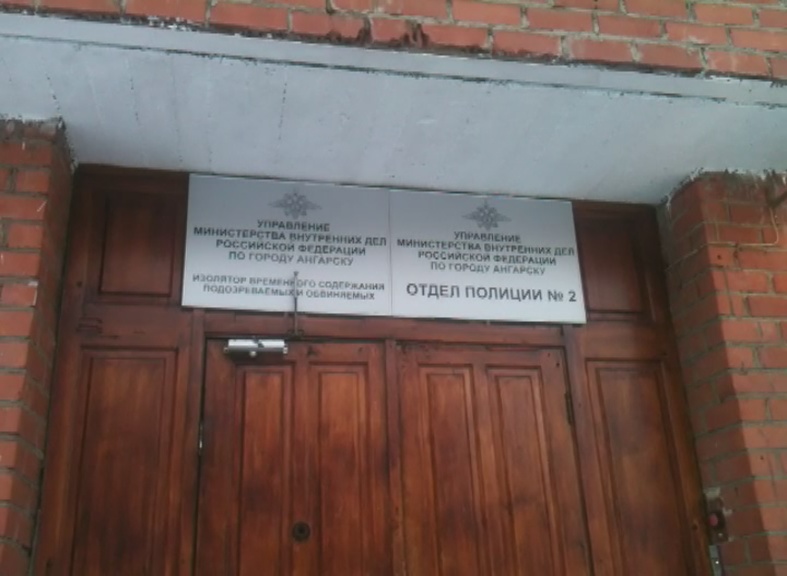 УПРАВЛЕНИЕ
МИНИСТЕРСТВА ВНУТРЕННИХ ДЕЛ
РОССИЙСКОЙ ФЕДЕРАЦИИ
ПО ГОРОДУ АНГАРСКУ
ИЗОЛЯТОР ВРЕМЕННОГО СОДЕРЖАНИЯ
ПОДОЗРЕВАЕМЫХ И ОБВИНЯЕМЫХ
УПРАВЛЕНИЕ
МИНИСТЕРСТВА ВНУТРЕННИХ ДЕЛ
РОССИЙСКОЙ ФЕДЕРАЦИИ
ПО ГОРОДУ АНГАРСКУ
ОТДЕЛ ПОЛИЦИИ № 2